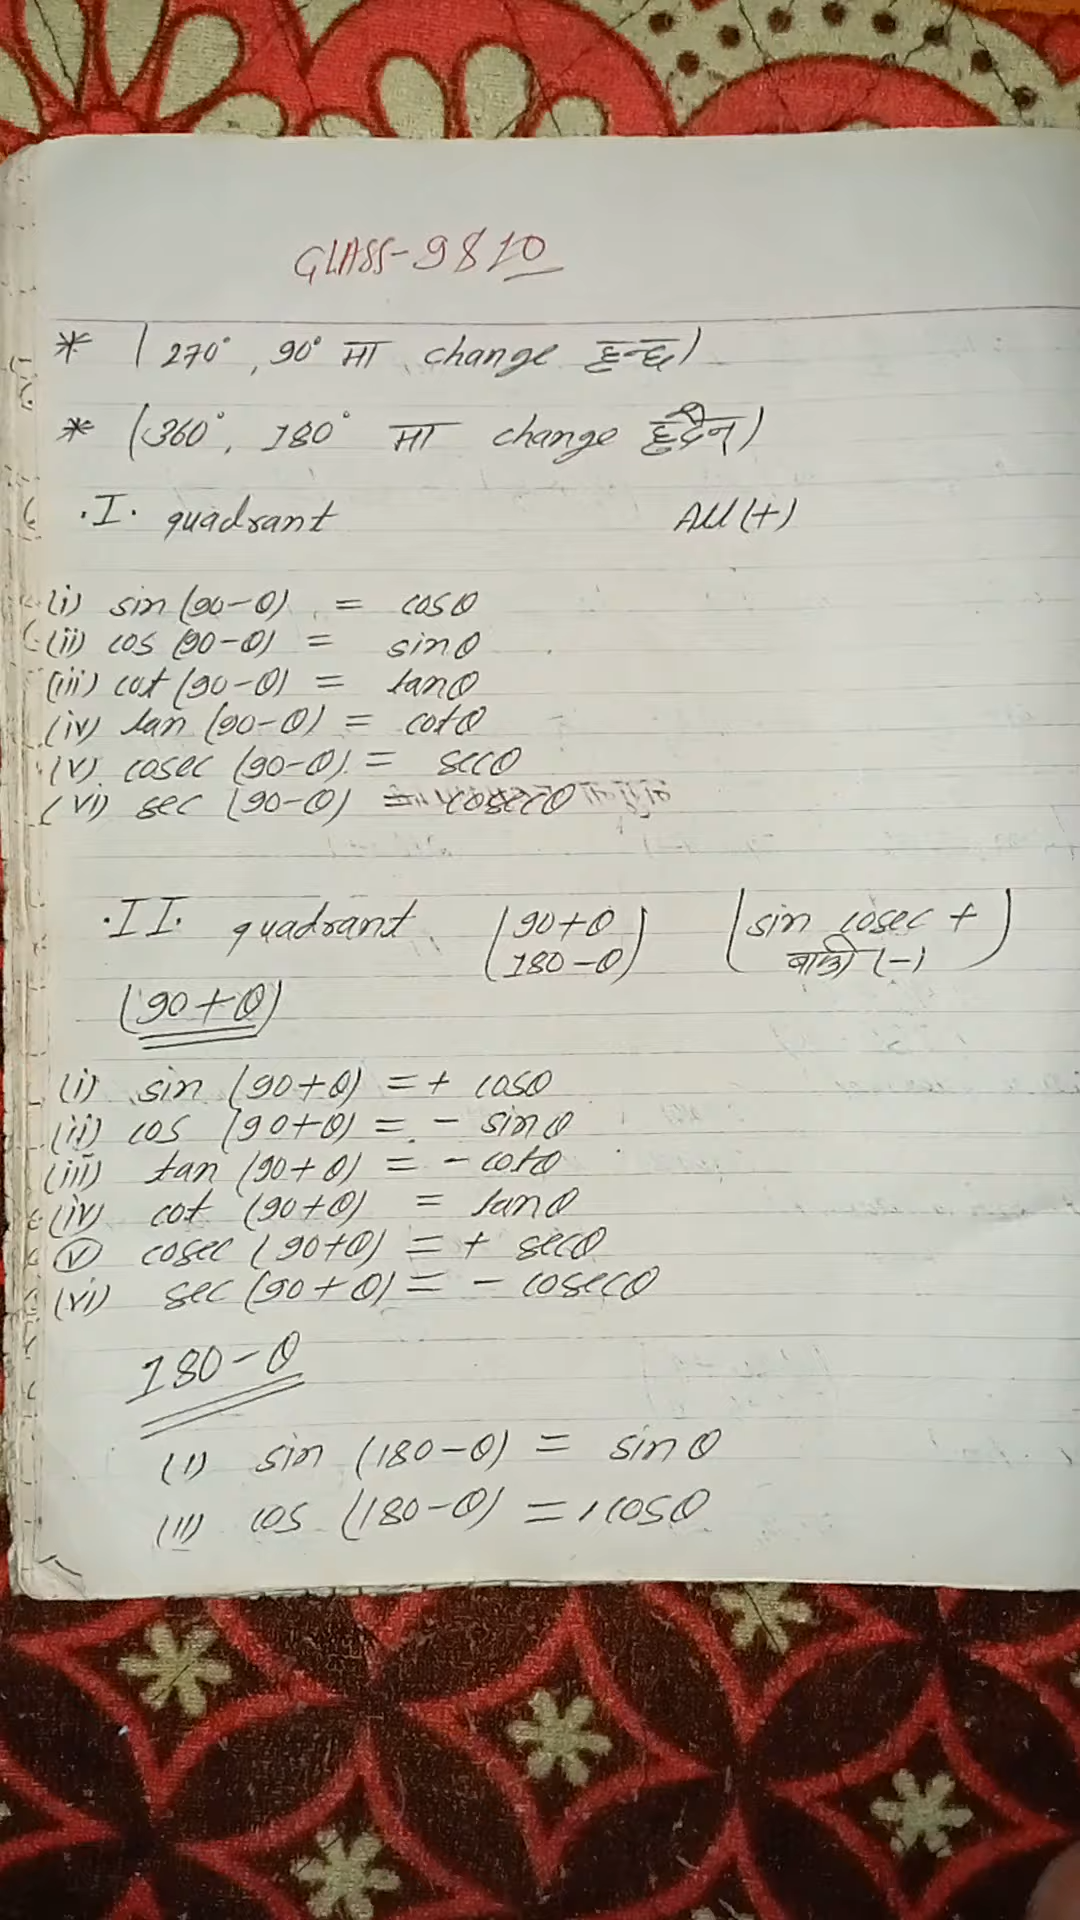 CLASS-9&10
* (270°, 90° मा change हुन्छ)
* (360°, 180° मा change हुदैन)
.I. quadrant All (+)
(i) sin (90-θ) = cosθ
(ii) cos (90-θ) = sinθ
(iii) cot (90-θ) = tanθ
(iv) tan (90-θ) = cotθ
(v) cosec (90-θ) = secθ
(vi) sec (90-θ) = cosecθ
.II. quadrant (90+θ (sin cosec +
180-θ) बाकी (-))
(90+θ)
(i) sin (90+θ) = + cosθ
(ii) cos (90+θ) = - sinθ
(iii) tan (90+θ) = - cotθ
(iv) cot (90+θ) = tanθ
(v) cosec (90+θ) = + secθ
(vi) sec (90+θ) = - cosecθ
180-θ
(i) sin (180-θ) = sinθ
(ii) cos (180-θ) = , cosθ